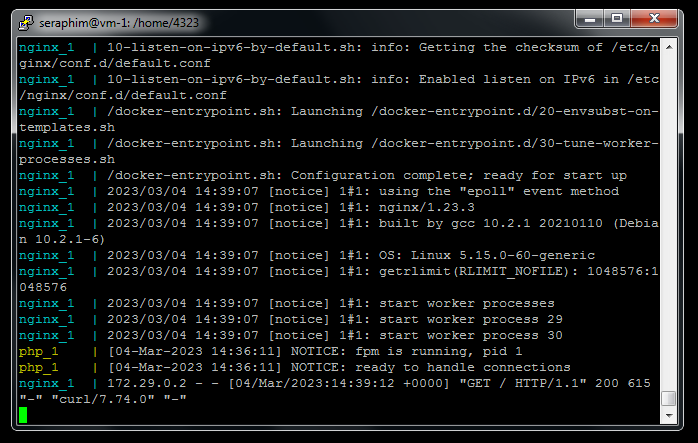 seraphim@vm-1: /home/4323
nginx_1  | 10-listen-on-ipv6-by-default.sh: info: Getting the checksum of /etc/n
ginx/conf.d/default.conf
nginx_1  | 10-listen-on-ipv6-by-default.sh: info: Enabled listen on IPv6 in /etc
/nginx/conf.d/default.conf
nginx_1  | /docker-entrypoint.sh: Launching /docker-entrypoint.d/20-envsubst-on-
templates.sh
nginx_1  | /docker-entrypoint.sh: Launching /docker-entrypoint.d/30-tune-worker-
processes.sh
nginx_1  | /docker-entrypoint.sh: Configuration complete; ready for start up
nginx_1  | 2023/03/04 14:39:07 [notice] 1#1: using the "epoll" event method
nginx_1  | 2023/03/04 14:39:07 [notice] 1#1: nginx/1.23.3
nginx_1  | 2023/03/04 14:39:07 [notice] 1#1: built by gcc 10.2.1 20210110 (Debia
n 10.2.1-6)
nginx_1  | 2023/03/04 14:39:07 [notice] 1#1: OS: Linux 5.15.0-60-generic
nginx_1  | 2023/03/04 14:39:07 [notice] 1#1: getrlimit(RLIMIT_NOFILE): 1048576:1
048576
nginx_1  | 2023/03/04 14:39:07 [notice] 1#1: start worker processes
nginx_1  | 2023/03/04 14:39:07 [notice] 1#1: start worker process 29
nginx_1  | 2023/03/04 14:39:07 [notice] 1#1: start worker process 30
php_1    | [04-Mar-2023 14:36:11] NOTICE: fpm is running, pid 1
php_1    | [04-Mar-2023 14:36:11] NOTICE: ready to handle connections
nginx_1  | 172.29.0.2 - - [04/Mar/2023:14:39:12 +0000] "GET / HTTP/1.1" 200 615
"-" "curl/7.74.0" "-"